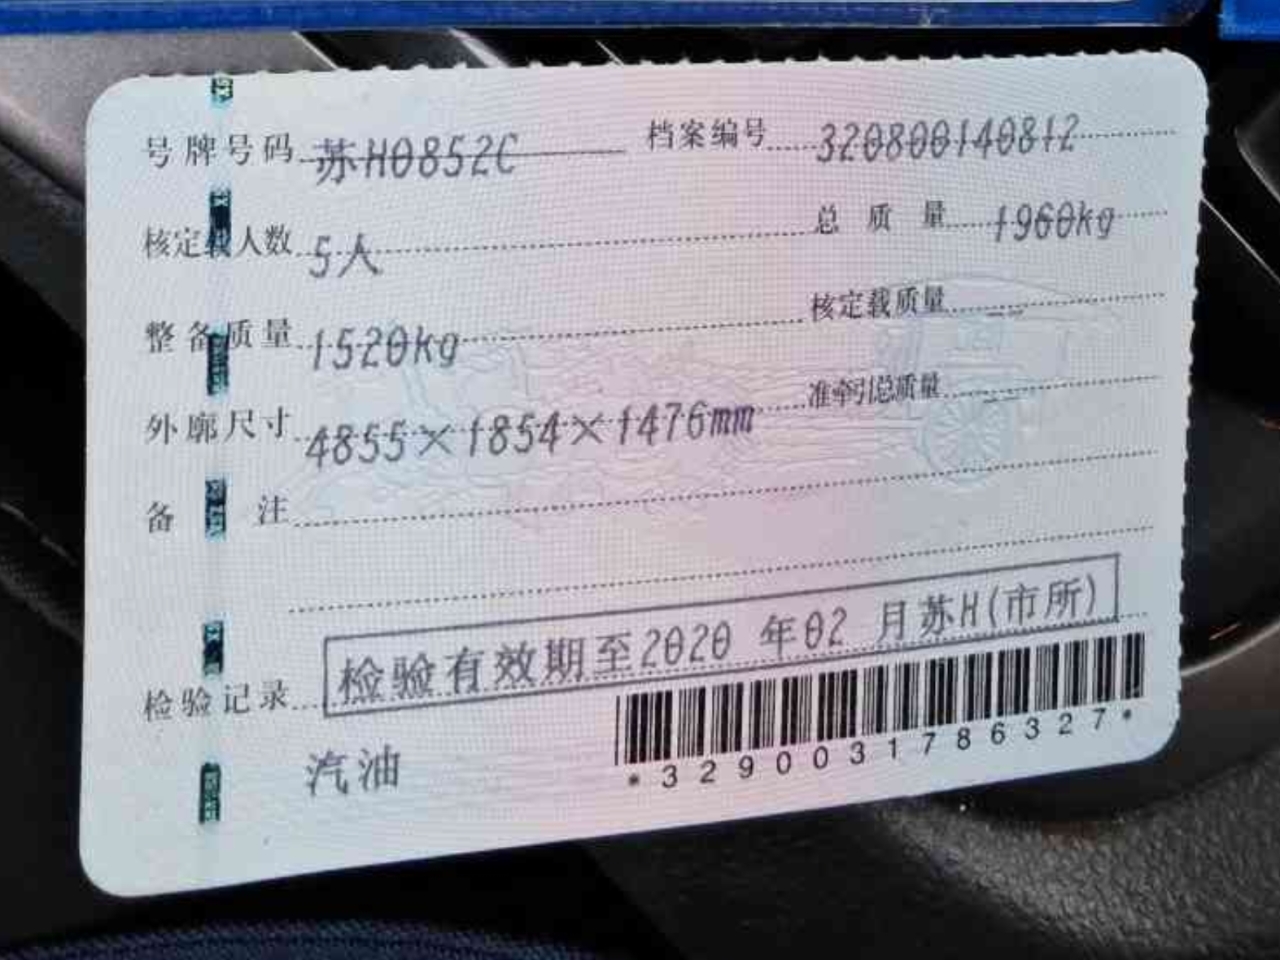 号牌号码 苏H0852C 档案编号 320800140812
核定载人数 5人 总质量 1960kg
整备质量 1520kg 核定载质量 --
外廓尺寸 4855×1854×1476mm 准牵引总质量 --
备注
检验记录 检验有效期至2020 年02 月苏H(市所)
汽油
*3290031786327*